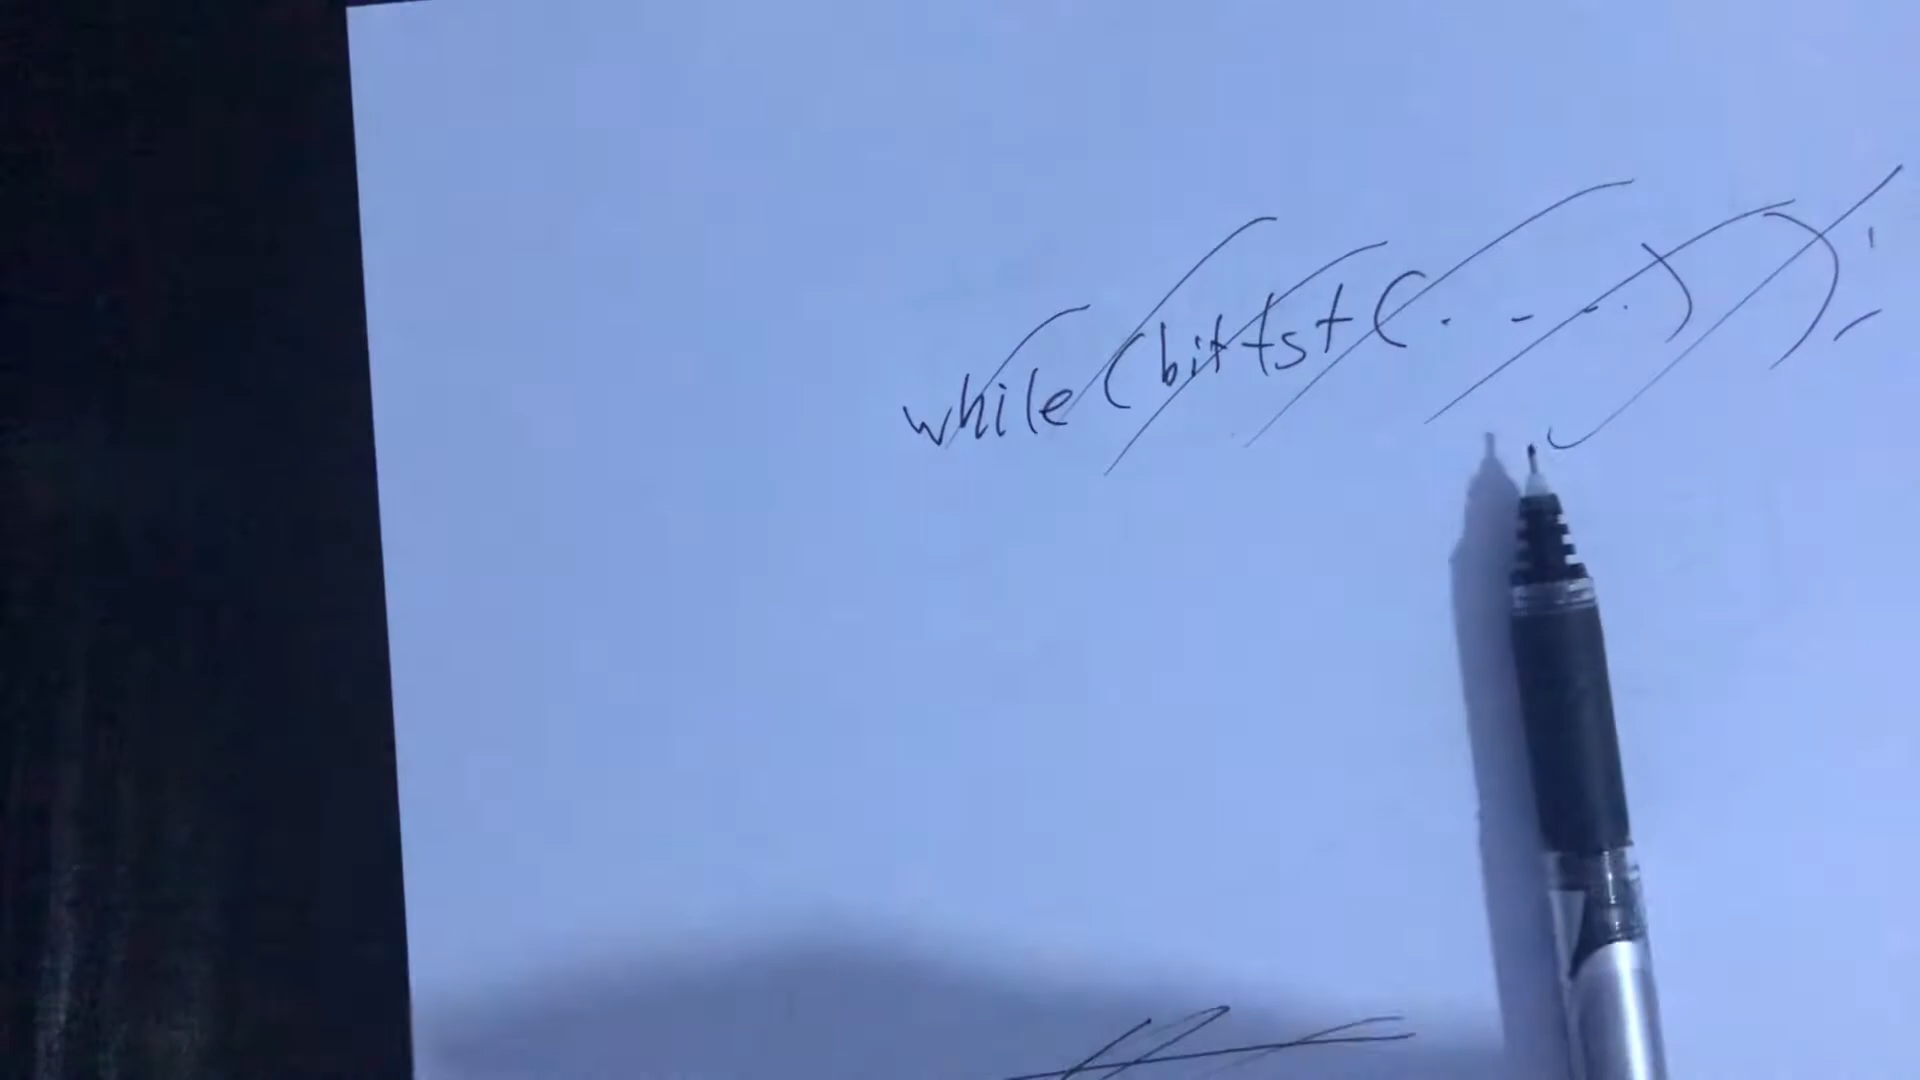 while (bittst (....) );